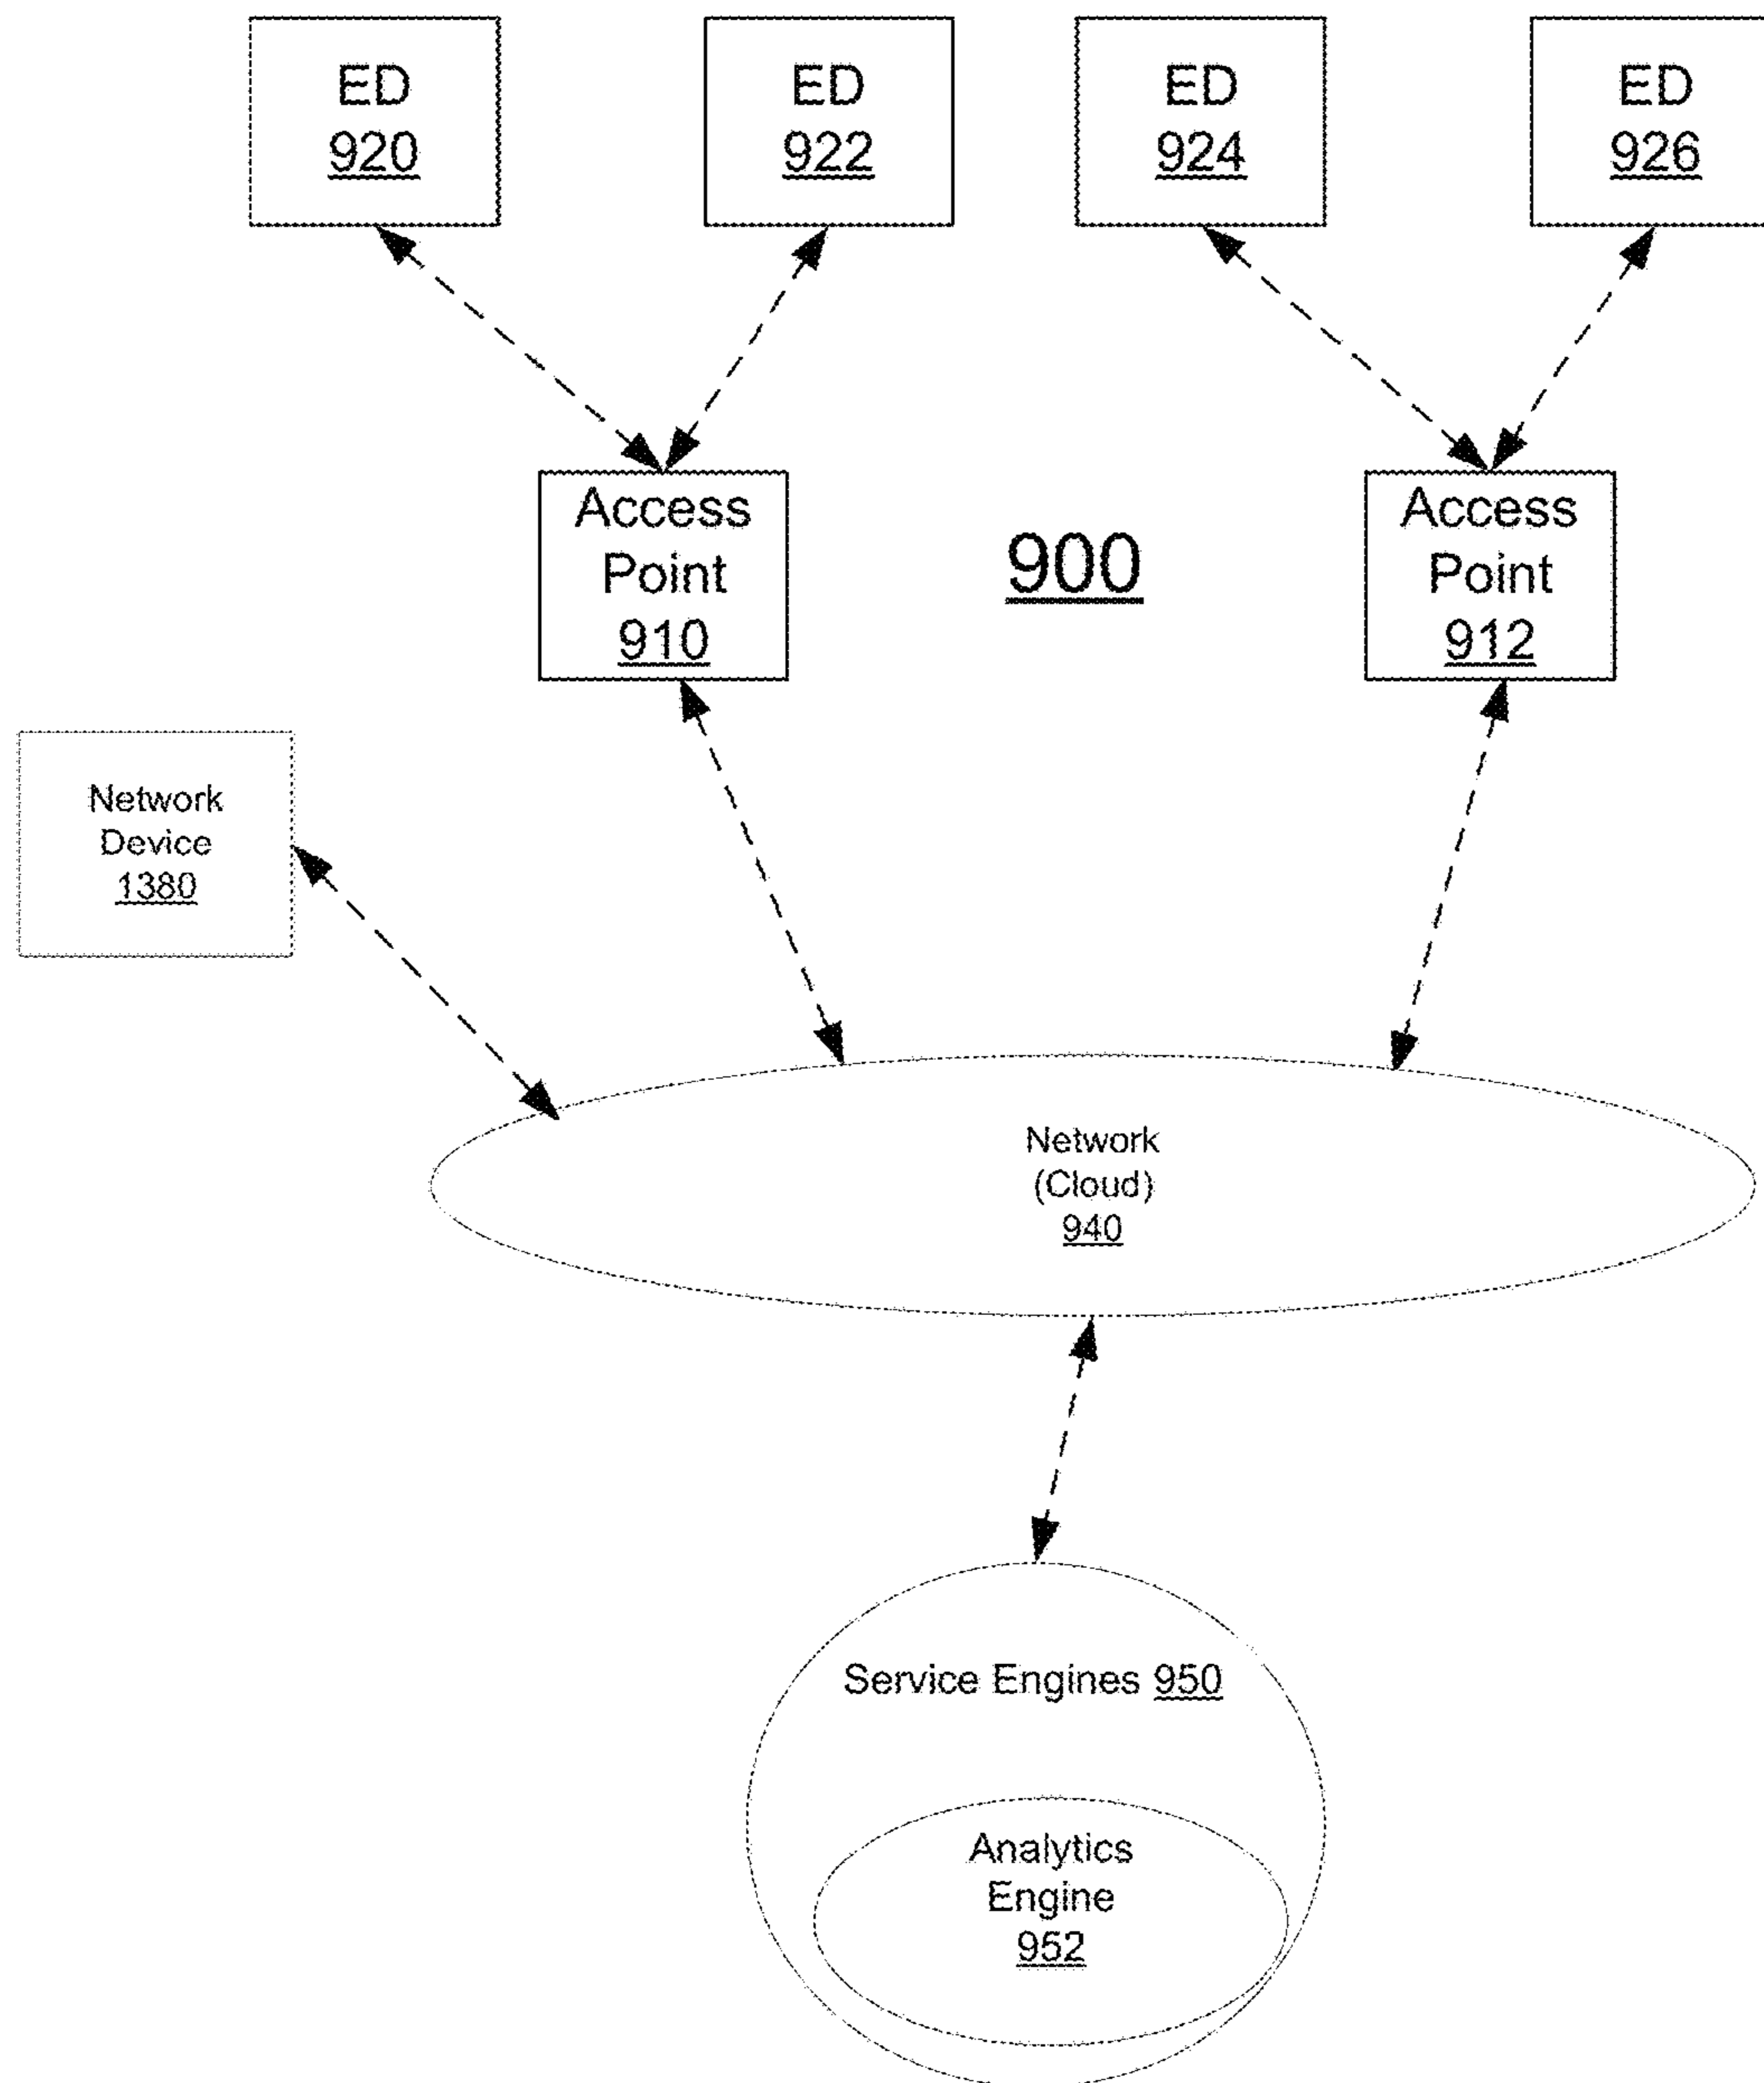 ED
920
ED
922
ED
924
ED
926
Access
Point
910
900
Access
Point
912
Network
Device
1380
Network
(Cloud)
940
Service Engines 950
Analytics
Engine
952